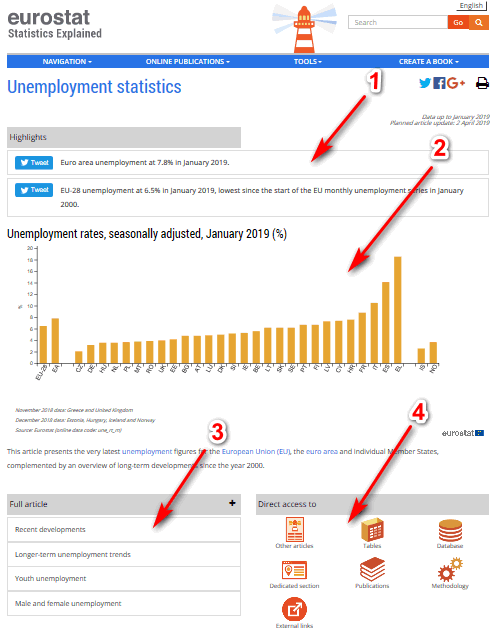 English
eurostat
Statistics Explained
Search
Go
NAVIGATION
ONLINE PUBLICATIONS
TOOLS
CREATE A BOOK
Unemployment statistics
1
Data up to January 2019
Planned article update: 2 April 2019
Highlights
2
Tweet Euro area unemployment at 7.8% in January 2019.
Tweet EU-28 unemployment at 6.5% in January 2019, lowest since the start of the EU monthly unemployment series in January
2000.
Unemployment rates, seasonally adjusted, January 2019 (%)
20
18
16
14
12
10
8
6
4
2
0
%
EU-28 EA CZ DE HU NL PL MT RO UK EE BG AT LU DK SI IE BE LT SK SE PT FI LV CY HR FR IT ES EL IS NO
November 2018 data: Greece and United Kingdom
December 2018 data: Estonia, Hungary, Iceland and Norway
Source: Eurostat (online data code: une_rt_m)
eurostat
3
4
This article presents the very latest unemployment figures for the European Union (EU), the euro area and individual Member States,
complemented by an overview of long-term developments since the year 2000.
Full article +
Recent developments
Longer-term unemployment trends
Youth unemployment
Male and female unemployment
Direct access to
Other articles Tables Database
Dedicated section Publications Methodology
External links